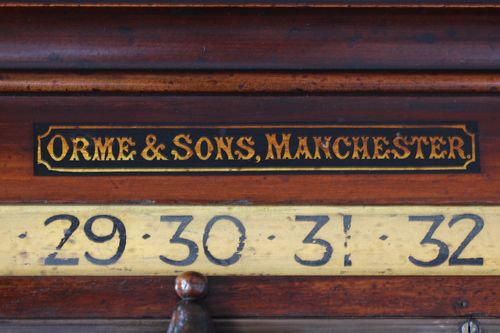 ORME & SONS, MANCHESTER.
· 29 · 30 · 31 · 32